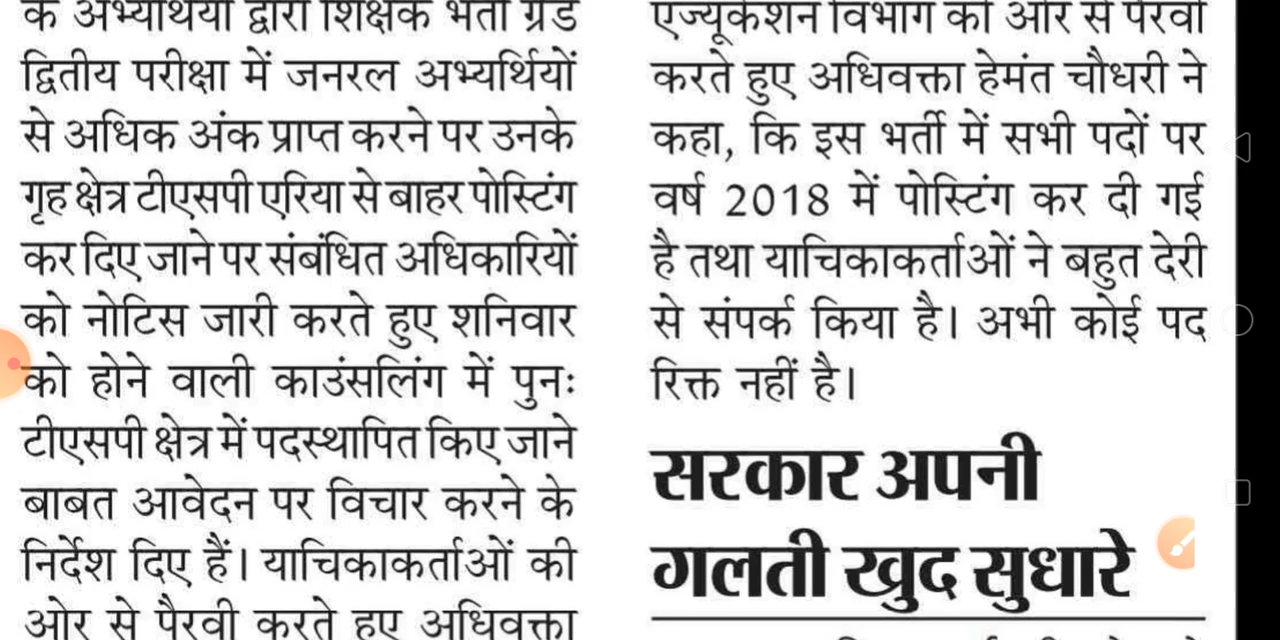 के अभ्यर्थियों द्वारा शिक्षक भर्ती ग्रेड
द्वितीय परीक्षा में जनरल अभ्यर्थियों
से अधिक अंक प्राप्त करने पर उनके
गृह क्षेत्र टीएसपी एरिया से बाहर पोस्टिंग
कर दिए जाने पर संबंधित अधिकारियों
को नोटिस जारी करते हुए शनिवार
को होने वाली काउंसलिंग में पुनः
टीएसपी क्षेत्र में पदस्थापित किए जाने
बाबत आवेदन पर विचार करने के
निर्देश दिए हैं। याचिकाकर्ताओं की
ओर से पैरवी करते हुए अधिवक्ता
एज्यूकेशन विभाग की ओर से पैरवी
करते हुए अधिवक्ता हेमंत चौधरी ने
कहा, कि इस भर्ती में सभी पदों पर
वर्ष 2018 में पोस्टिंग कर दी गई
है तथा याचिकाकर्ताओं ने बहुत देरी
से संपर्क किया है। अभी कोई पद
रिक्त नहीं है।
सरकार अपनी
गलती खुद सुधारे